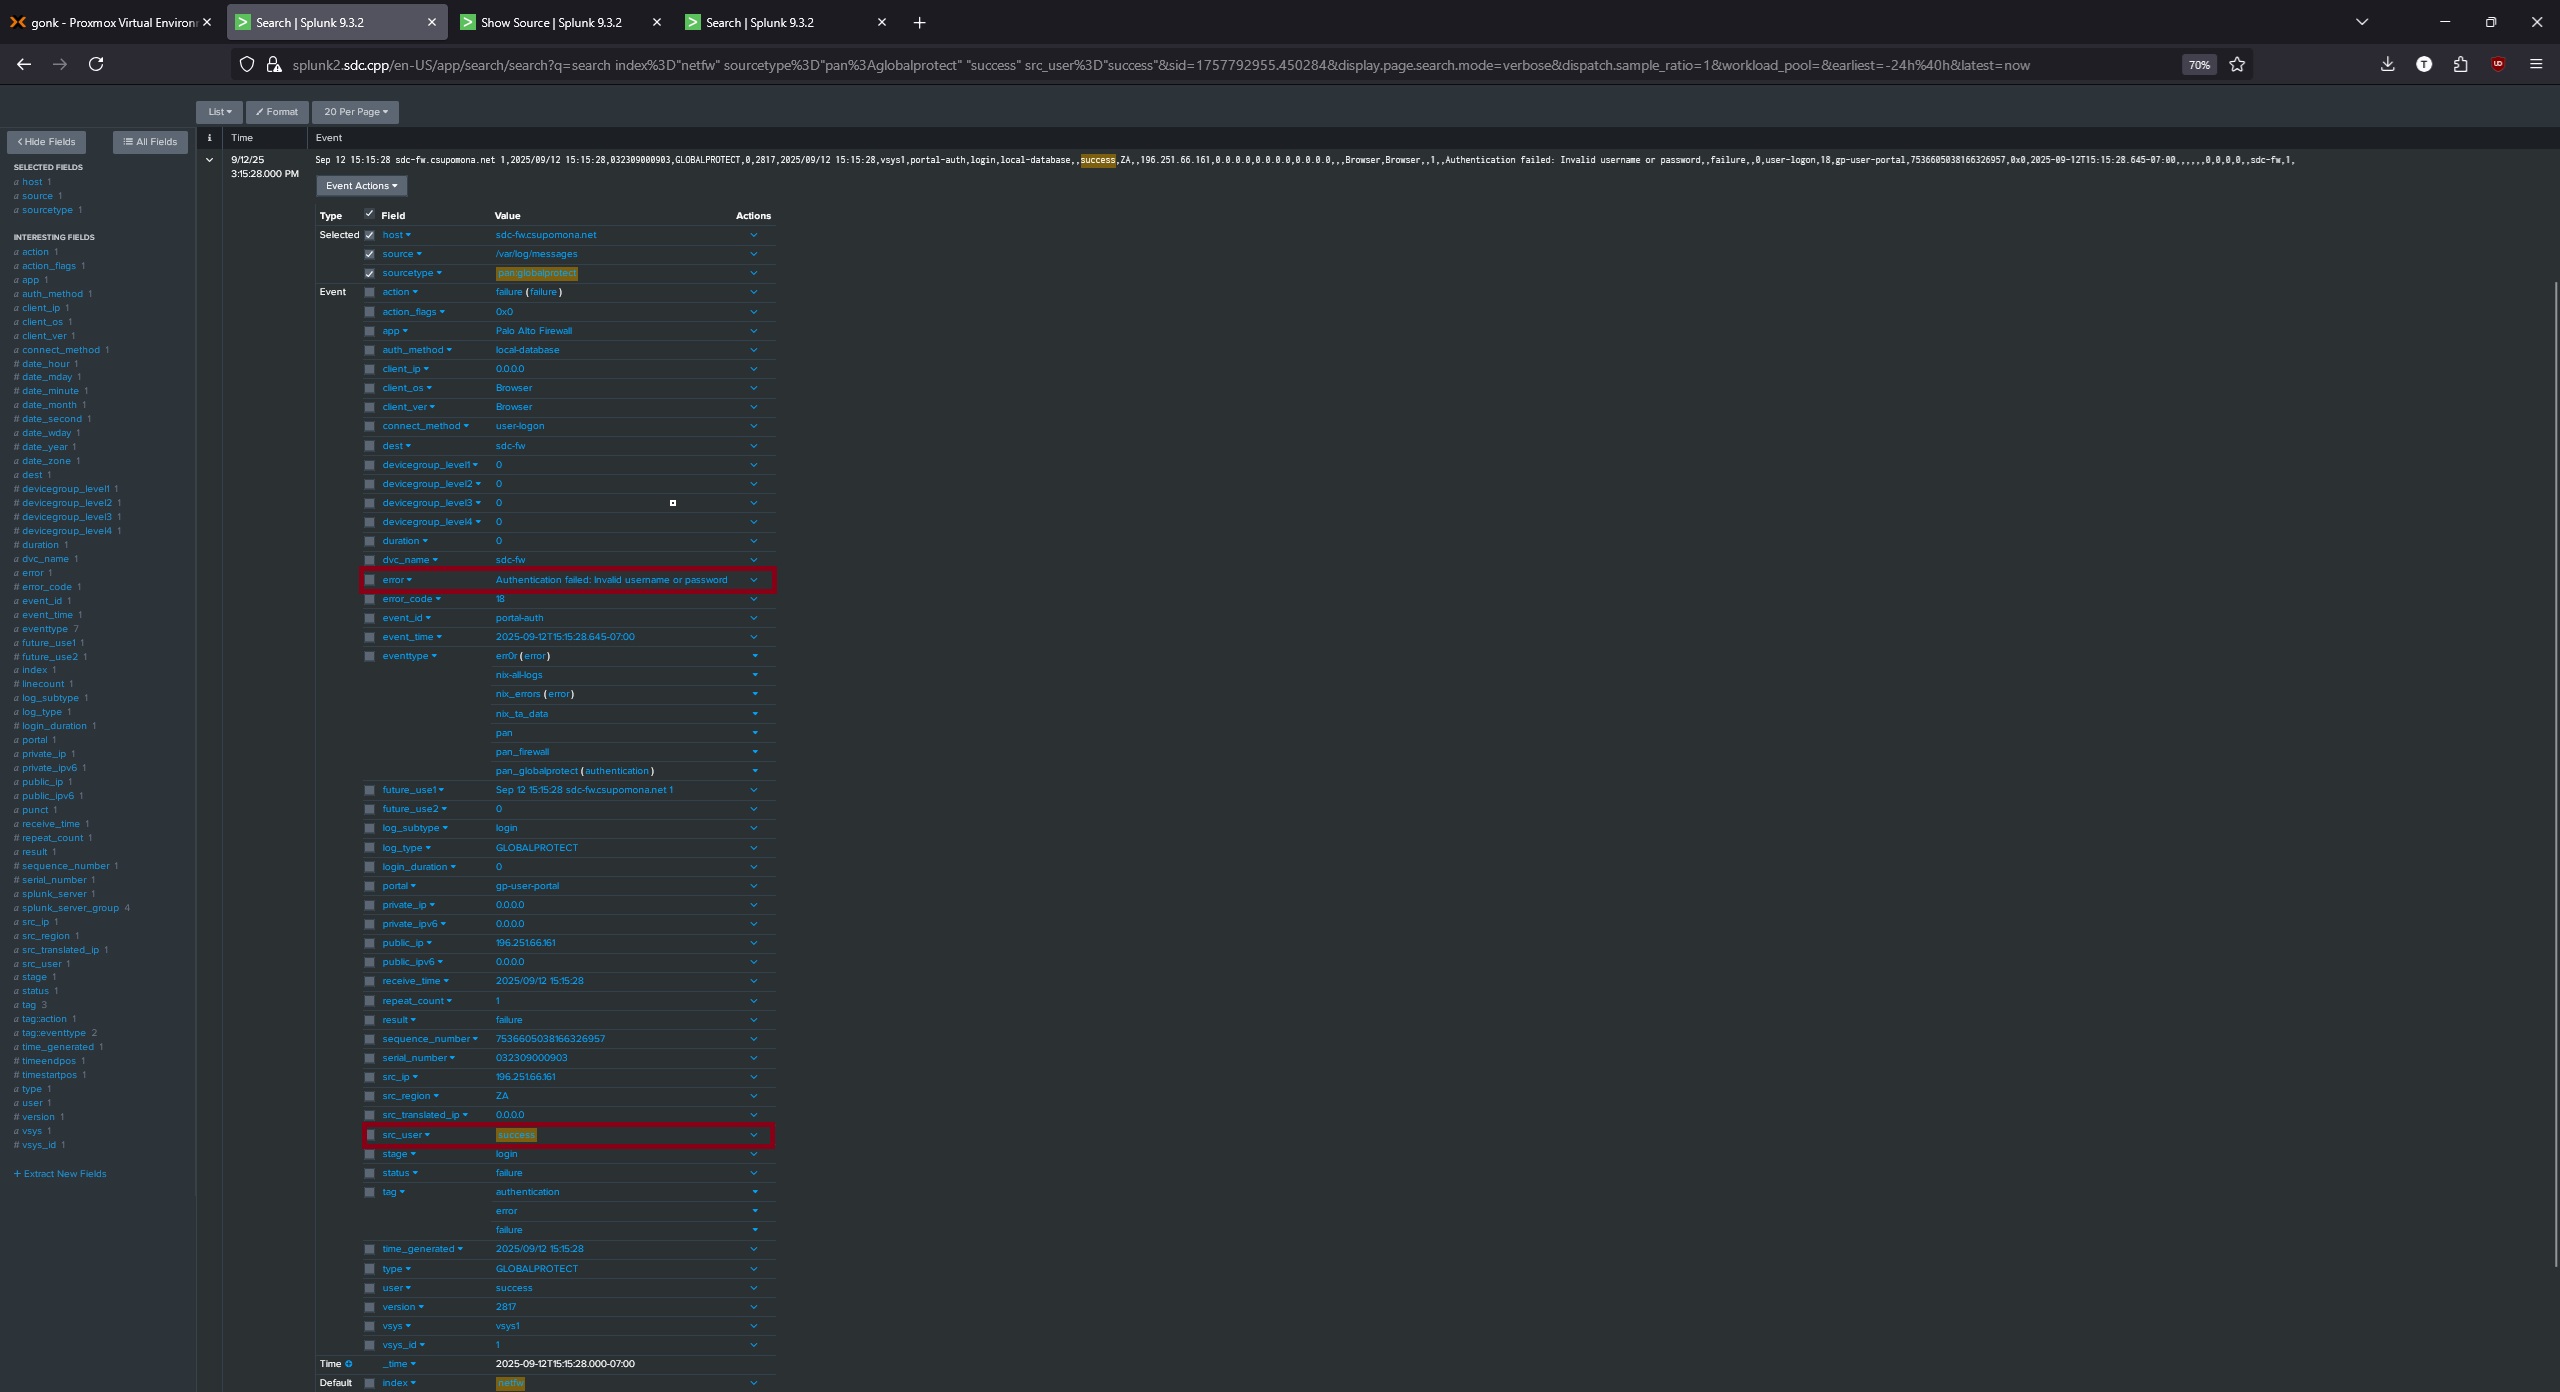 gonk - Proxmox Virtual Environ
Search | Splunk 9.3.2
Show Source | Splunk 9.3.2
Search | Splunk 9.3.2
splunk2.sdc.cpp/en-US/app/search/search?q=search index%3D"netfw" sourcetype%3D"pan%3Aglobalprotect" "success" src_user%3D"success"&sid=1757792955.450284&display.page.search.mode=verbose&dispatch.sample_ratio=1&workload_pool=&earliest=-24h%40h&latest=now
70%
T
UD
List
Format
20 Per Page
Hide Fields
All Fields
SELECTED FIELDS
a host 1
a source 1
a sourcetype 1
INTERESTING FIELDS
a action 1
a action_flags 1
a app 1
a auth_method 1
a client_ip 1
a client_os 1
a client_ver 1
a connect_method 1
# date_hour 1
# date_mday 1
# date_minute 1
a date_month 1
# date_second 1
a date_wday 1
# date_year 1
a date_zone 1
a dest 1
# devicegroup_level1 1
# devicegroup_level2 1
# devicegroup_level3 1
# devicegroup_level4 1
# duration 1
a dvc_name 1
a error 1
# error_code 1
a event_id 1
a event_time 1
a eventtype 7
a future_use1 1
# future_use2 1
a index 1
# linecount 1
a log_subtype 1
a log_type 1
# login_duration 1
a portal 1
a private_ip 1
a private_ipv6 1
a public_ip 1
a public_ipv6 1
a punct 1
a receive_time 1
# repeat_count 1
a result 1
# sequence_number 1
# serial_number 1
a splunk_server 1
a splunk_server_group 4
a src_ip 1
a src_region 1
a src_translated_ip 1
a src_user 1
a stage 1
a status 1
a tag 3
a tag::action 1
a tag::eventtype 2
a time_generated 1
# timeendpos 1
# timestartpos 1
a type 1
a user 1
# version 1
a vsys 1
# vsys_id 1
+ Extract New Fields
i Time Event
9/12/25
3:15:28.000 PM
Sep 12 15:15:28 sdc-fw.csupomona.net 1,2025/09/12 15:15:28,032309000903,GLOBALPROTECT,0,2817,2025/09/12 15:15:28,vsys1,portal-auth,login,local-database,,success,ZA,,196.251.66.161,0.0.0.0,0.0.0.0,0.0.0.0,,,Browser,Browser,,1,,Authentication failed: Invalid username or password,,failure,,0,user-logon,18,gp-user-portal,7536605038166326957,0x0,2025-09-12T15:15:28.645-07:00,,,,,,0,0,0,0,,sdc-fw,1,
Event Actions
Type Field Value Actions
Selected host sdc-fw.csupomona.net
source /var/log/messages
sourcetype pan:globalprotect
Event action failure ( failure )
action_flags 0x0
app Palo Alto Firewall
auth_method local-database
client_ip 0.0.0.0
client_os Browser
client_ver Browser
connect_method user-logon
dest sdc-fw
devicegroup_level1 0
devicegroup_level2 0
devicegroup_level3 0
devicegroup_level4 0
duration 0
dvc_name sdc-fw
error Authentication failed: Invalid username or password
error_code 18
event_id portal-auth
event_time 2025-09-12T15:15:28.645-07:00
eventtype err0r ( error )
nix-all-logs
nix_errors ( error )
nix_ta_data
pan
pan_firewall
pan_globalprotect ( authentication )
future_use1 Sep 12 15:15:28 sdc-fw.csupomona.net 1
future_use2 0
log_subtype login
log_type GLOBALPROTECT
login_duration 0
portal gp-user-portal
private_ip 0.0.0.0
private_ipv6 0.0.0.0
public_ip 196.251.66.161
public_ipv6 0.0.0.0
receive_time 2025/09/12 15:15:28
repeat_count 1
result failure
sequence_number 7536605038166326957
serial_number 032309000903
src_ip 196.251.66.161
src_region ZA
src_translated_ip 0.0.0.0
src_user success
stage login
status failure
tag authentication
error
failure
time_generated 2025/09/12 15:15:28
type GLOBALPROTECT
user success
version 2817
vsys vsys1
vsys_id 1
Time _time 2025-09-12T15:15:28.000-07:00
Default index netfw